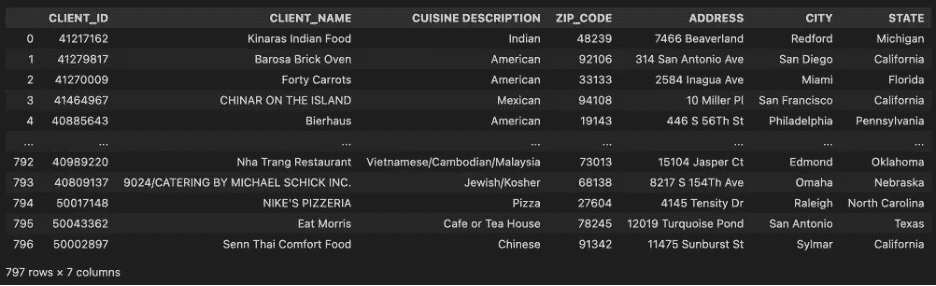 CLIENT_ID CLIENT_NAME CUISINE DESCRIPTION ZIP_CODE ADDRESS CITY STATE
0 41217162 Kinaras Indian Food Indian 48239 7466 Beaverland Redford Michigan
1 41279817 Barosa Brick Oven American 92106 314 San Antonio Ave San Diego California
2 41270009 Forty Carrots American 33133 2584 Inagua Ave Miami Florida
3 41464967 CHINAR ON THE ISLAND Mexican 94108 10 Miller Pl San Francisco California
4 40885643 Bierhaus American 19143 446 S 56Th St Philadelphia Pennsylvania
... ... ... ... ... ... ... ...
792 40989220 Nha Trang Restaurant Vietnamese/Cambodian/Malaysia 73013 15104 Jasper Ct Edmond Oklahoma
793 40809137 9024/CATERING BY MICHAEL SCHICK INC. Jewish/Kosher 68138 8217 S 154Th Ave Omaha Nebraska
794 50017148 NIKE'S PIZZERIA Pizza 27604 4145 Tensity Dr Raleigh North Carolina
795 50043362 Eat Morris Cafe or Tea House 78245 12019 Turquoise Pond San Antonio Texas
796 50002897 Senn Thai Comfort Food Chinese 91342 11475 Sunburst St Sylmar California
797 rows × 7 columns